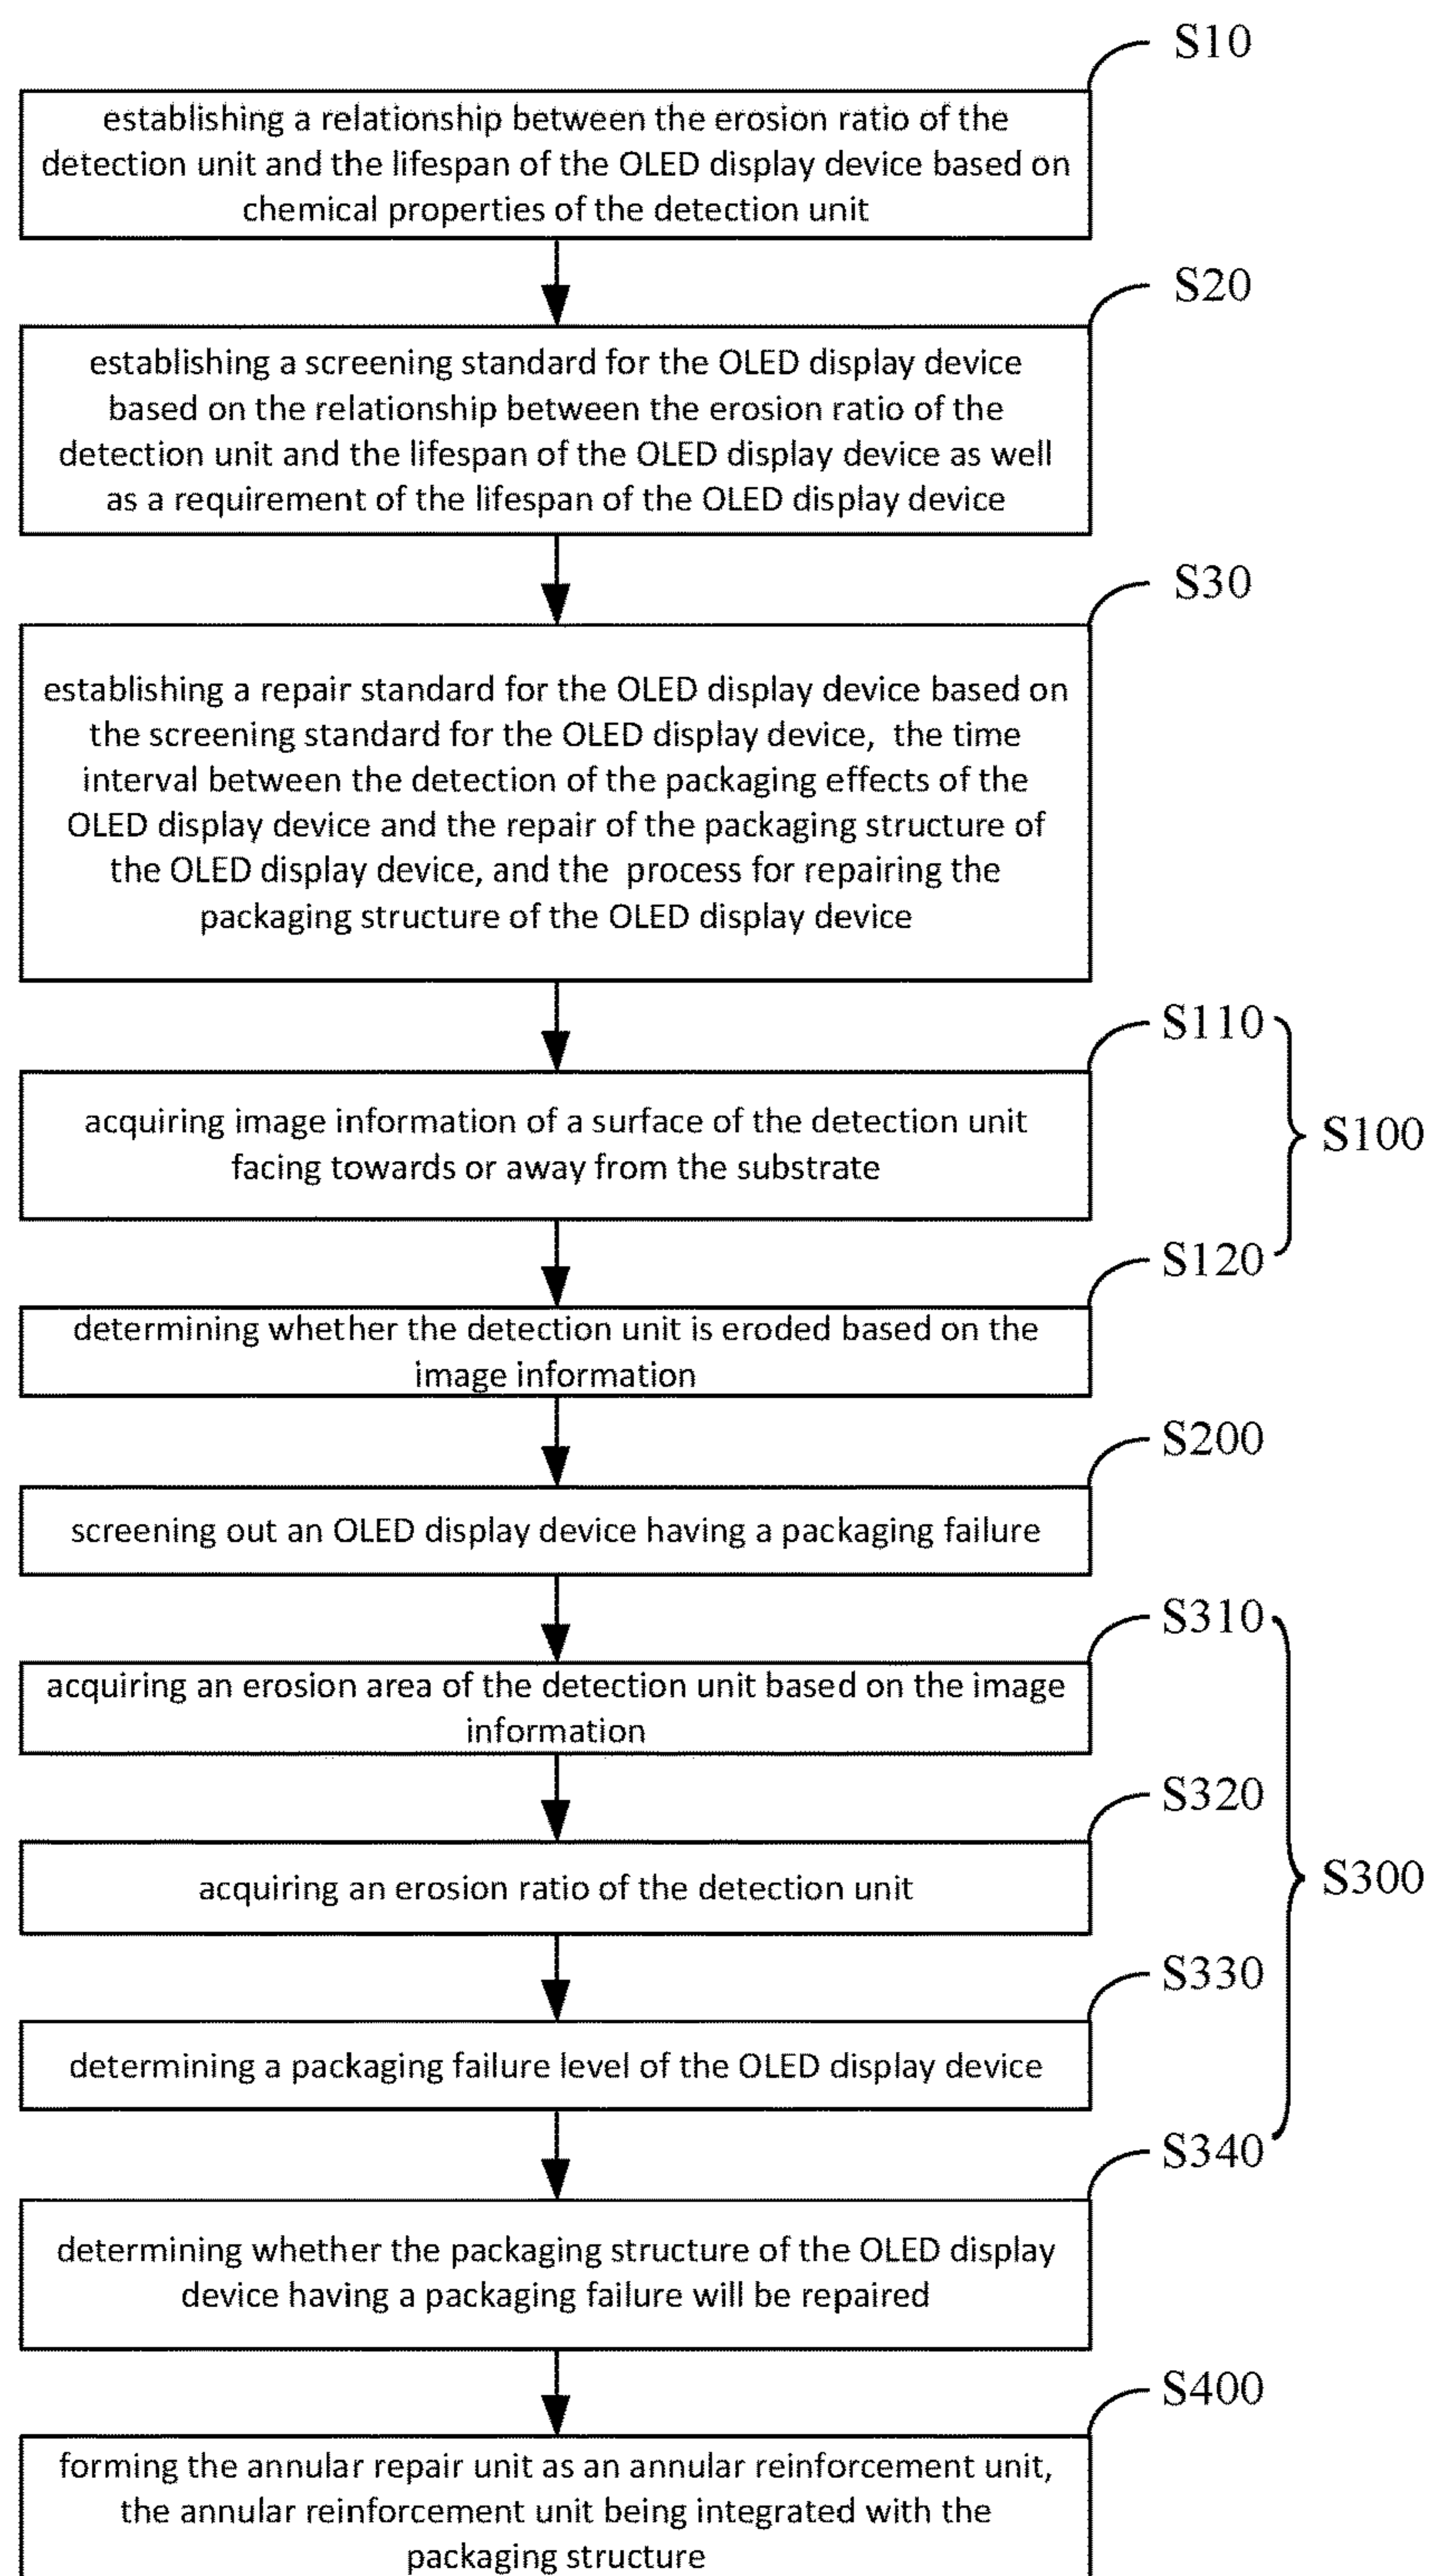 S10
establishing a relationship between the erosion ratio of the
detection unit and the lifespan of the OLED display device based on
chemical properties of the detection unit
S20
establishing a screening standard for the OLED display device
based on the relationship between the erosion ratio of the
detection unit and the lifespan of the OLED display device as well
as a requirement of the lifespan of the OLED display device
S30
establishing a repair standard for the OLED display device based on
the screening standard for the OLED display device, the time
interval between the detection of the packaging effects of the
OLED display device and the repair of the packaging structure of
the OLED display device, and the process for repairing the
packaging structure of the OLED display device
S110
acquiring image information of a surface of the detection unit
facing towards or away from the substrate
S100
S120
determining whether the detection unit is eroded based on the
image information
S200
screening out an OLED display device having a packaging failure
S310
acquiring an erosion area of the detection unit based on the image
information
S320
acquiring an erosion ratio of the detection unit
S300
S330
determining a packaging failure level of the OLED display device
S340
determining whether the packaging structure of the OLED display
device having a packaging failure will be repaired
S400
forming the annular repair unit as an annular reinforcement unit,
the annular reinforcement unit being integrated with the
packaging structure